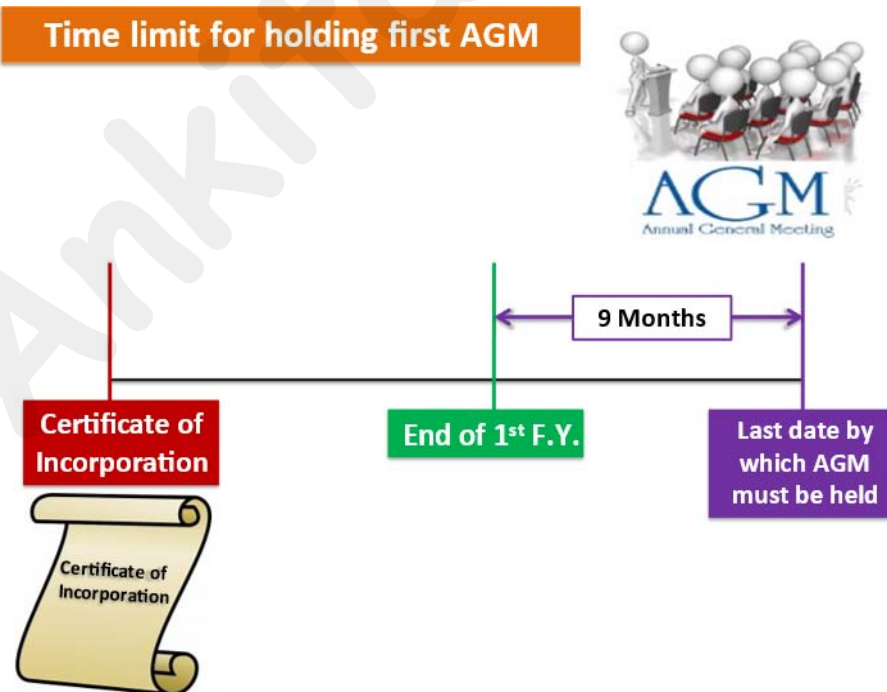 Time limit for holding first AGM
AGM
Annual General Meeting
9 Months
Certificate of
Incorporation
End of 1st F.Y.
Last date by
which AGM
must be held
Certificate of
Incorporation